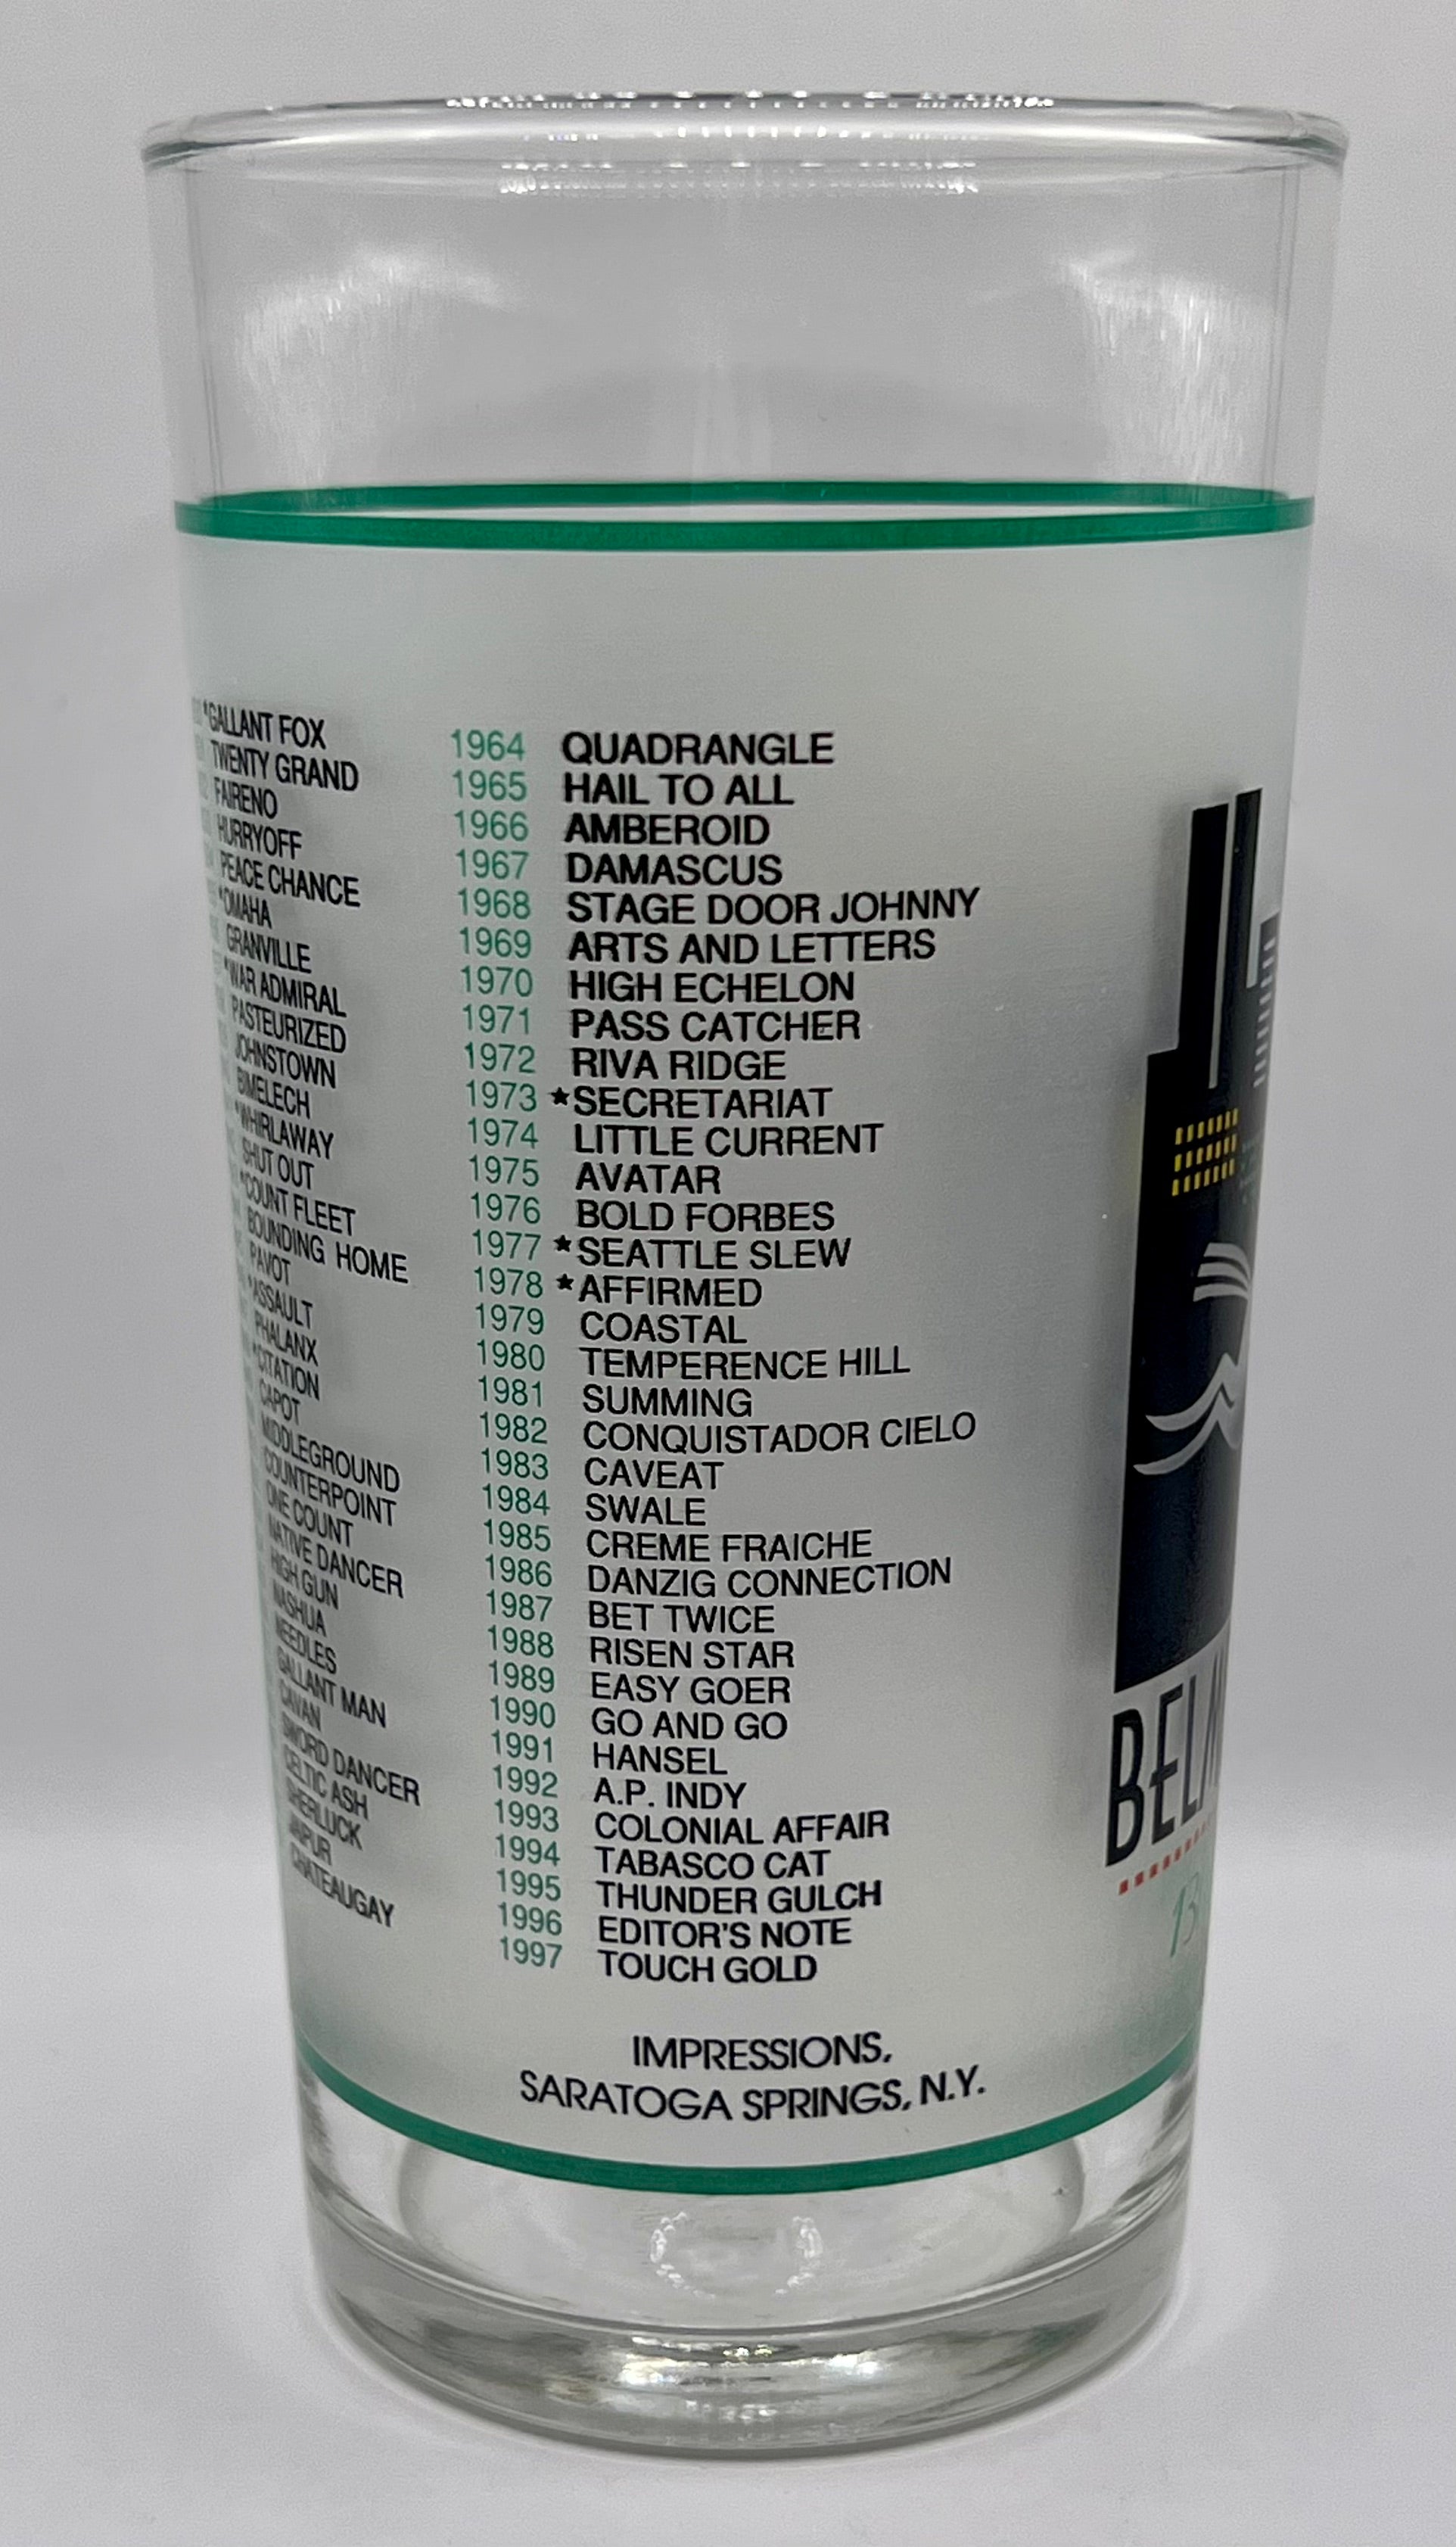 *GALLANT FOX
TWENTY GRAND
FAIRENO
HURRYOFF
PEACE CHANCE
*OMAHA
GRANVILLE
*WAR ADMIRAL
PASTEURIZED
JOHNSTOWN
BIMELECH
*WHIRLAWAY
SHUT OUT
*COUNT FLEET
BOUNDING HOME
PAVOT
*ASSAULT
PHALANX
*CITATION
CAPOT
MIDDLEGROUND
COUNTERPOINT
ONE COUNT
NATIVE DANCER
HIGH GUN
NASHUA
NEEDLES
GALLANT MAN
CAVAN
SWORD DANCER
CELTIC ASH
SHERLUCK
JAIPUR
CHATEAUGAY
1964 QUADRANGLE
1965 HAIL TO ALL
1966 AMBEROID
1967 DAMASCUS
1968 STAGE DOOR JOHNNY
1969 ARTS AND LETTERS
1970 HIGH ECHELON
1971 PASS CATCHER
1972 RIVA RIDGE
1973 ★SECRETARIAT
1974 LITTLE CURRENT
1975 AVATAR
1976 BOLD FORBES
1977 ★SEATTLE SLEW
1978 ★AFFIRMED
1979 COASTAL
1980 TEMPERENCE HILL
1981 SUMMING
1982 CONQUISTADOR CIELO
1983 CAVEAT
1984 SWALE
1985 CREME FRAICHE
1986 DANZIG CONNECTION
1987 BET TWICE
1988 RISEN STAR
1989 EASY GOER
1990 GO AND GO
1991 HANSEL
1992 A.P. INDY
1993 COLONIAL AFFAIR
1994 TABASCO CAT
1995 THUNDER GULCH
1996 EDITOR'S NOTE
1997 TOUCH GOLD
IMPRESSIONS,
SARATOGA SPRINGS, N.Y.
BELM
13